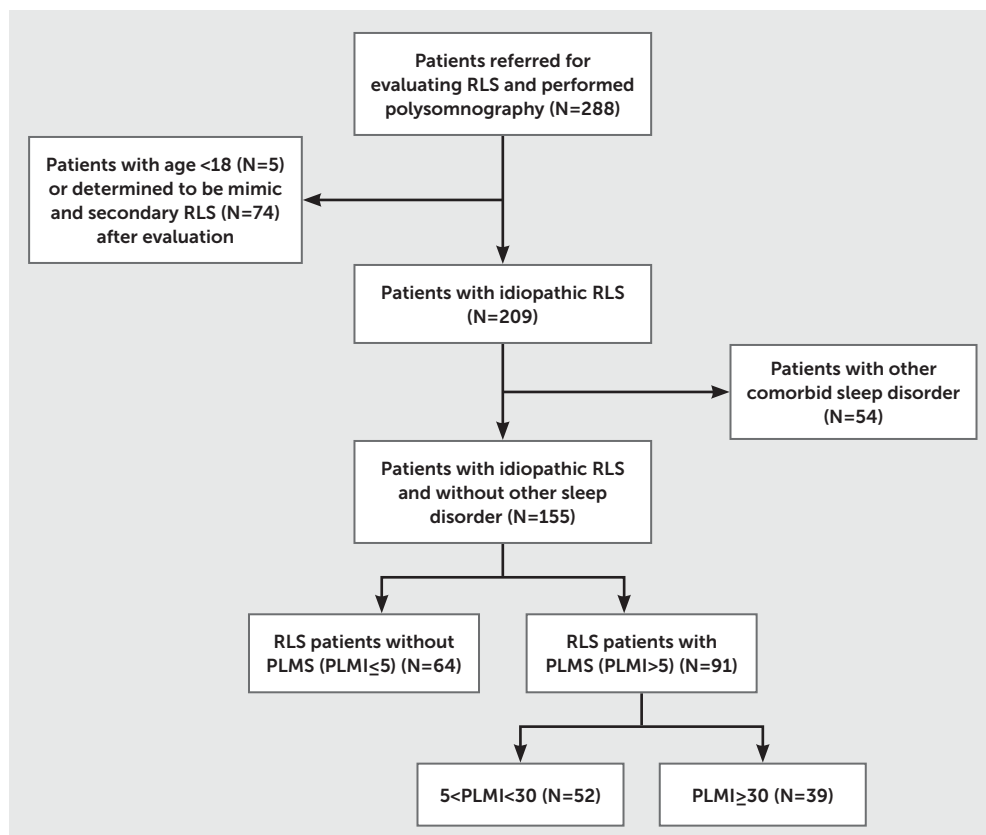 Patients referred for
evaluating RLS and performed
polysomnography (N=288)
Patients with age <18 (N=5)
or determined to be mimic
and secondary RLS (N=74)
after evaluation
Patients with idiopathic RLS
(N=209)
Patients with other
comorbid sleep disorder
(N=54)
Patients with idiopathic RLS
and without other sleep
disorder (N=155)
RLS patients without
PLMS (PLMI≤5) (N=64)
RLS patients with
PLMS (PLMI>5) (N=91)
5<PLMI<30 (N=52)
PLMI≥30 (N=39)